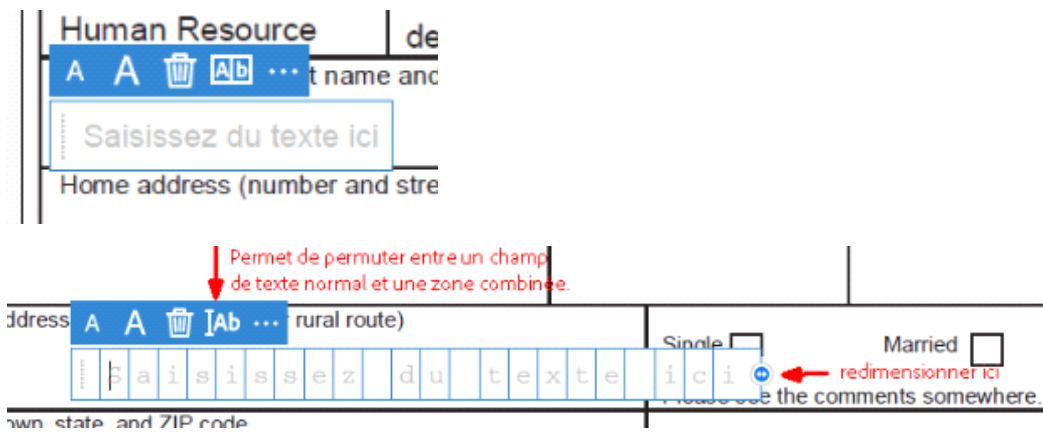 Human Resource de
A A Ab ... t name and
Saisissez du texte ici
Home address (number and stre
Permet de permuter entre un champ
de texte normal et une zone combinée.
ddress A A Ab ... rural route)
Single Married
Saisissez du texte ici
redimensionner ici
the comments somewhere.
own, state, and ZIP code